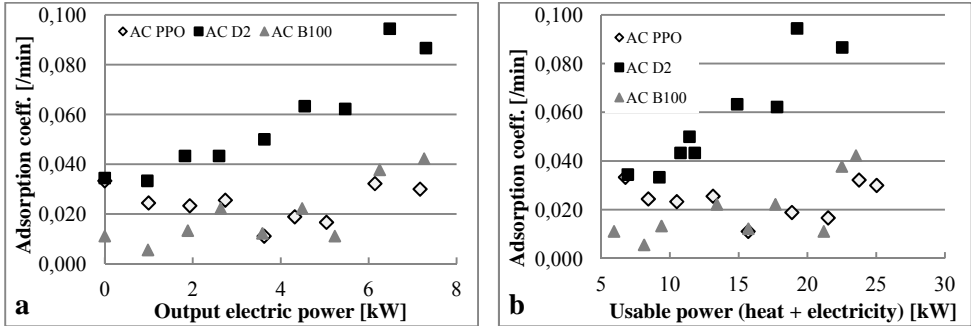 0,100
0,080
0,060
0,040
0,020
0,000
Adsorption coeff. [/min]
AC PPO AC D2 AC B100
0 2 4 6 8
a
Output electric power [kW]
0,100
0,080
0,060
0,040
0,020
0,000
Adsorption coeff. [/min]
AC PPO
AC D2
AC B100
5 10 15 20 25 30
b
Usable power (heat + electricity) [kW]